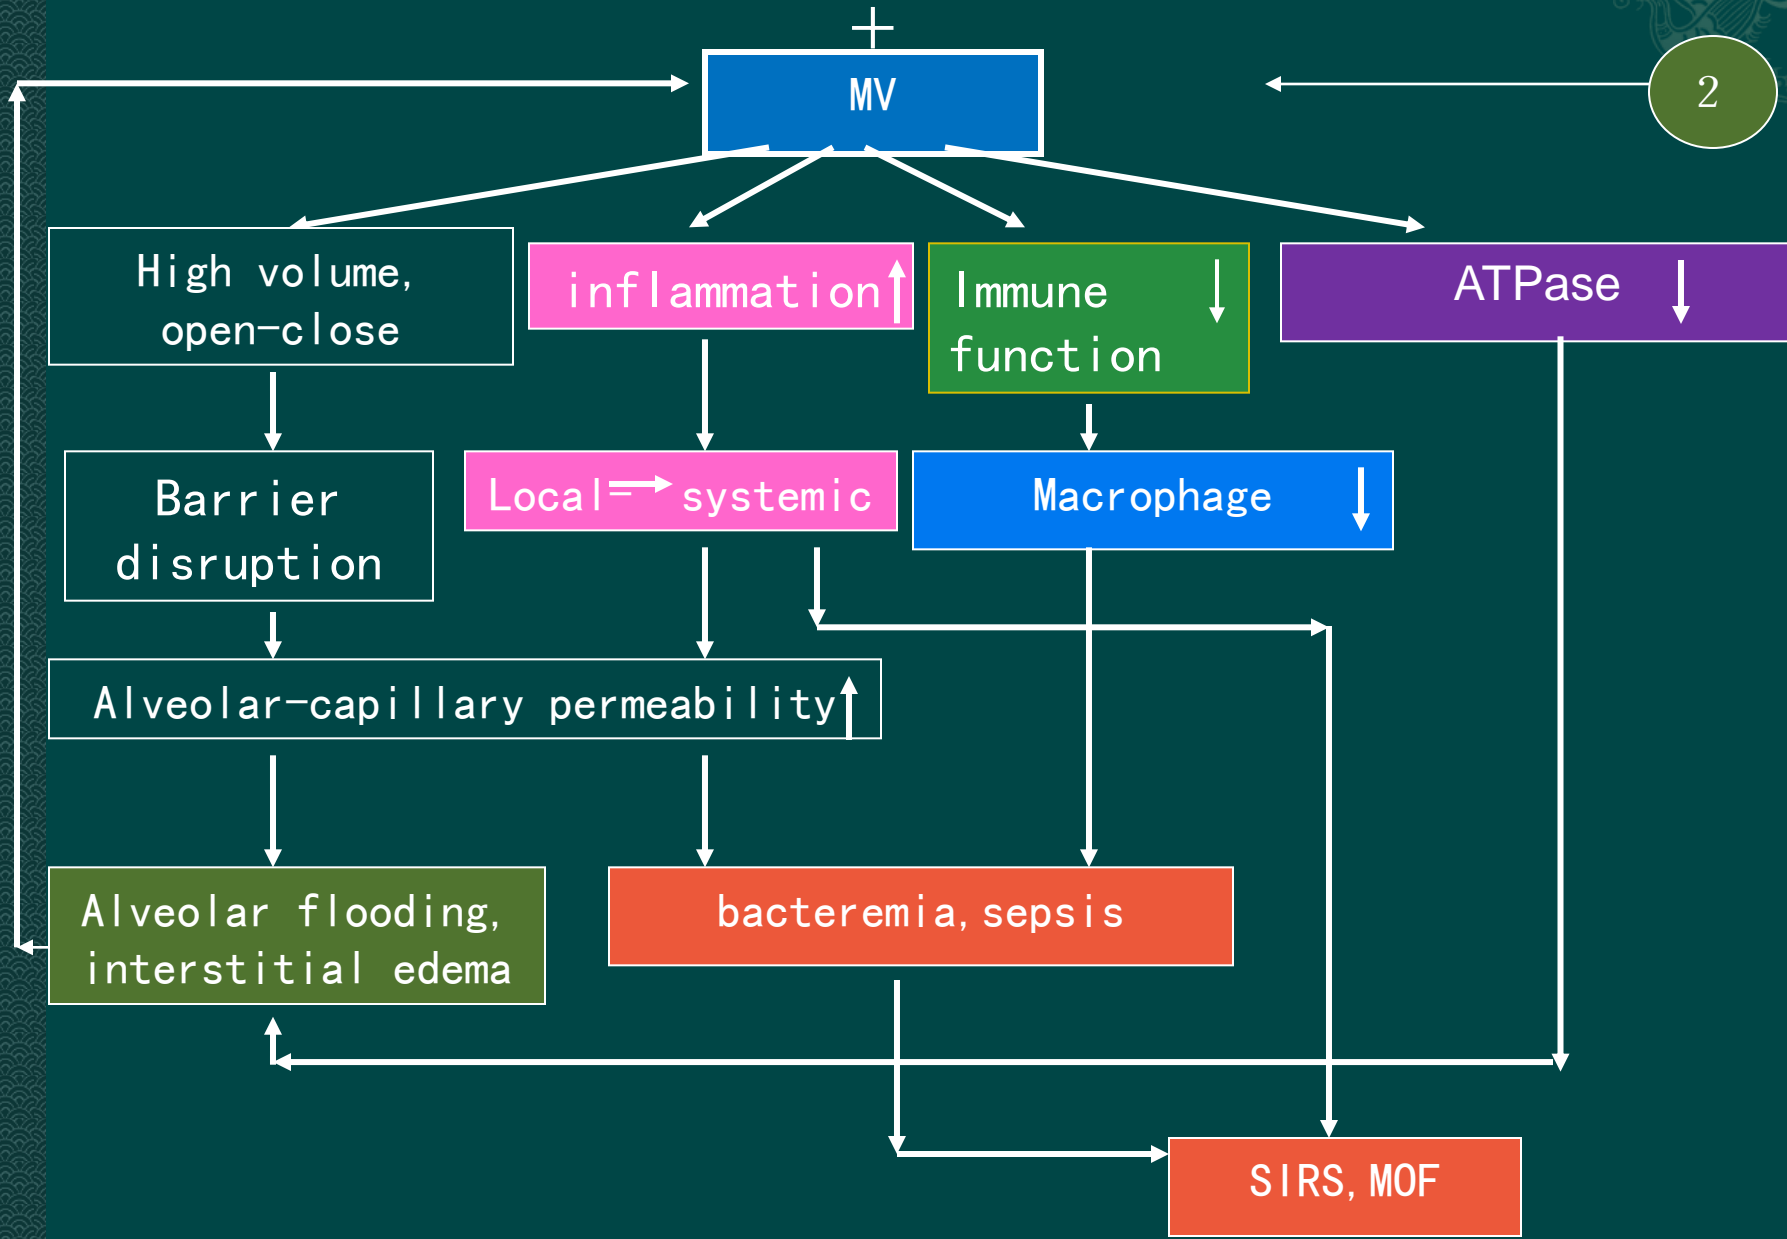 +
MV
2
High volume,
open-close
inflammation↑
Immune ↓
function
ATPase ↓
Barrier
disruption
Local=→ systemic
Macrophage ↓
Alveolar-capillary permeability↑
Alveolar flooding,
interstitial edema
bacteremia,sepsis
SIRS,MOF